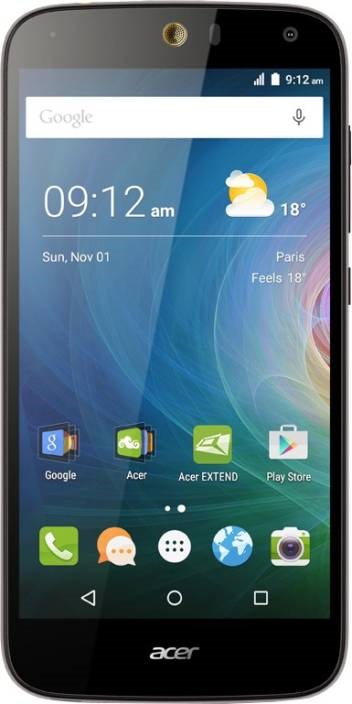 9:12 am
Google
09:12 am
18°
Sun, Nov 01
Paris
Feels 18°
Google
Acer
Acer EXTEND
Play Store
acer